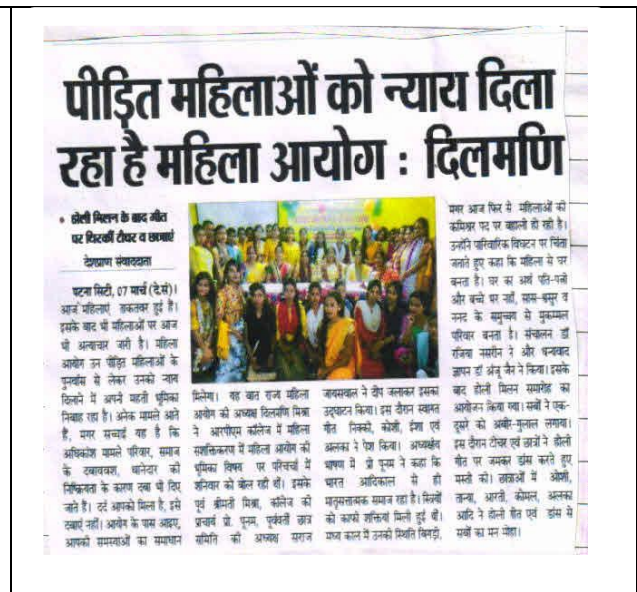 पीड़ित महिलाओं को न्याय दिला
रहा है महिला आयोग : दिलमणि
• होली मिलन के बाद गीत
पर थिरकीं टीचर व छात्राएं
देशप्राण संवाददाता
पटना सिटी, 07 मार्च (दे.सं)।
आज महिलाएं ताकतवर हुई हैं।
इसके बाद भी महिलाओं पर आज
भी अत्याचार जारी है। महिला
आयोग उन पीड़ित महिलाओं के
पुनर्वास से लेकर उनको न्याय
दिलाने में अपनी महती भूमिका
निबाह रहा है। अनेक मामले आते
हैं, मगर सच्चाई यह है कि
अधिकांश मामले परिवार, समाज
के दबाववश, थानेदार की
निष्क्रियता के कारण दबा भी दिए
जाते हैं। दर्द आपको मिला है, इसे
दबाएं नहीं। आयोग के पास आइए,
आपकी समस्याओं का समाधान
मिलेगा। यह बात राज्य महिला
आयोग की अध्यक्ष दिलमणि मिश्रा
ने आरपीएम कॉलेज में महिला
सशक्तिकरण में महिला आयोग की
भूमिका विषय पर परिचर्चा में
शनिवार को बोल रही थीं। इसके
पूर्व श्रीमती मिश्रा, कॉलेज की
प्राचार्य प्रो. पूनम, पूर्ववर्ती छात्र
समिति की अध्यक्ष सरोज
जायसवाल ने दीप जलाकर इसका
उद्घाटन किया। इस दौरान स्वागत
गीत निक्की, कोशी, ईशा एवं
अलका ने पेश किया। अध्यक्षीय
भाषण में प्रो पूनम ने कहा कि
भारत आदिकाल से ही
मातृसत्तात्मक समाज रहा है। स्त्रियों
को काफी शक्तियां मिली हुई थीं।
मध्य काल में उनकी स्थिति बिगड़ी,
मगर आज फिर से महिलाओं की
कमिश्नर पद पर बहाली हो रही है।
उन्होंने पारिवारिक विघटन पर चिंता
जताते हुए कहा कि महिला से घर
बनता है। घर का अर्थ पति-पत्नी
और बच्चे भर नहीं, सास-ससुर व
ननद के समुच्चय से मुकम्मल
परिवार बनता है। संचालन डॉ
रजिया नसरीन ने और धन्यवाद
ज्ञापन डॉ अंजू जैन ने किया। इसके
बाद होली मिलन समारोह का
आयोजन किया गया। सबों ने एक-
दूसरे को अबीर-गुलाल लगाया।
इस दौरान टीचर एवं छात्रों ने होली
गीत पर जमकर डांस करते हुए
मस्ती की। छात्राओं में ओशी,
तान्या, आरती, कोमल, अलका
आदि ने होली गीत एवं डांस से
सबों का मन मोहा।